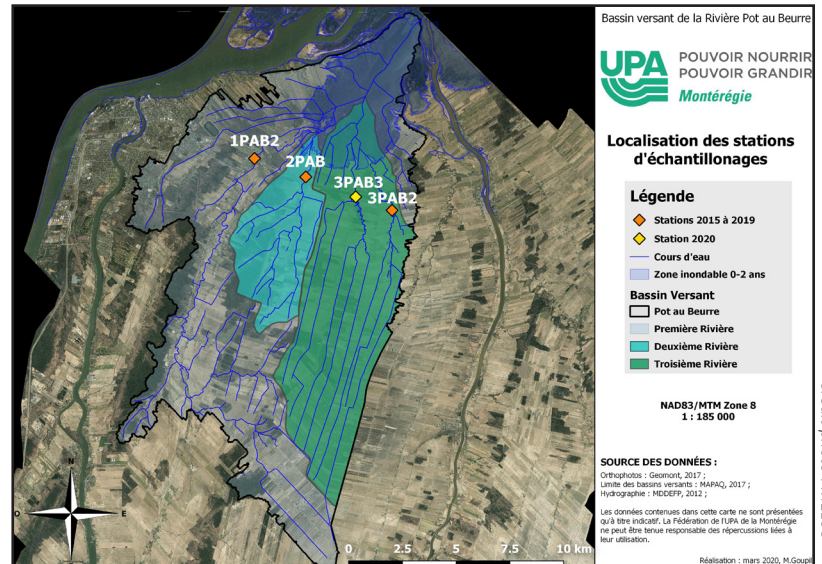 Bassin versant de la Rivière Pot au Beurre
UPA
POUVOIR NOURRIR
POUVOIR GRANDIR
Montérégie
Localisation des stations
d'échantillonages
Légende
Stations 2015 à 2019
Station 2020
Cours d'eau
Zone inondable 0-2 ans
Bassin Versant
Pot au Beurre
Première Rivière
Deuxième Rivière
Troisième Rivière
NAD83/MTM Zone 8
1 : 185 000
SOURCE DES DONNÉES :
Orthophotos : Geomont, 2017 ;
Limite des bassins versants : MAPAQ, 2017 ;
Hydrographie : MDDEFP, 2012 ;
Les données contenues dans cette carte ne sont présentées
qu'à titre indicatif. La Fédération de l'UPA de la Montérégie
ne peut être tenue responsable des répercussions liées à
leur utilisation.
Réalisation : mars 2020, M.Goupil
1PAB2
2PAB
3PAB3
3PAB2
N
O
E
S
0 2.5 5 7.5 10 km